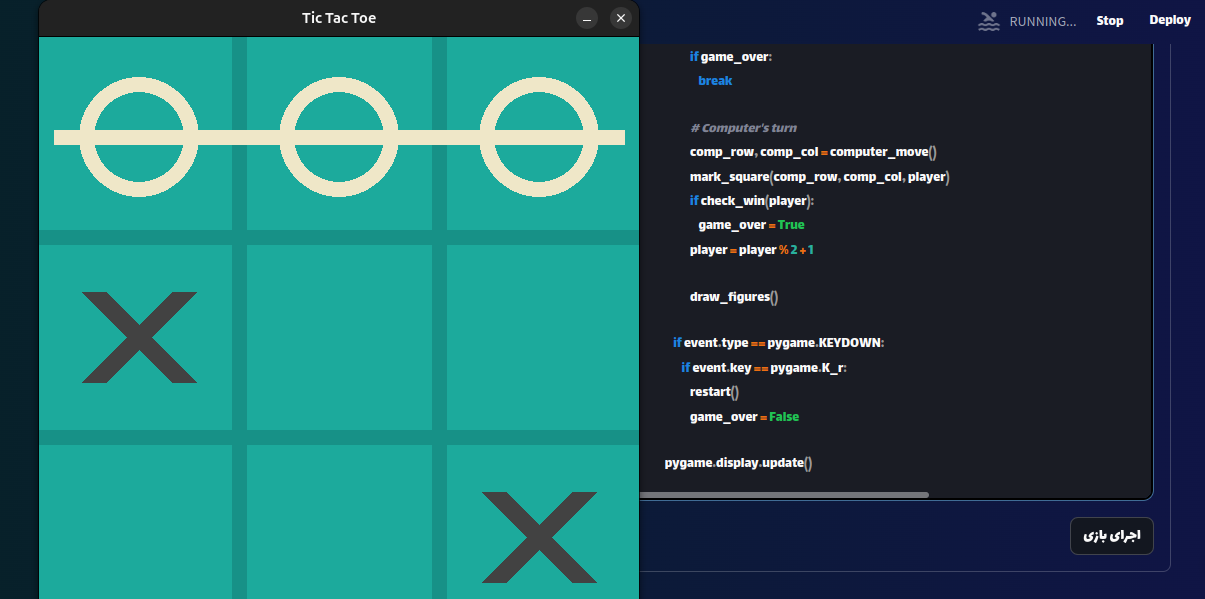 Tic Tac Toe
RUNNING... Stop Deploy
if game_over:
break
# Computer's turn
comp_row, comp_col = computer_move()
mark_square(comp_row, comp_col, player)
if check_win(player):
game_over = True
player = player % 2 + 1
draw_figures()
if event.type == pygame.KEYDOWN:
if event.key == pygame.K_r:
restart()
game_over = False
pygame.display.update()
اجرای بازی